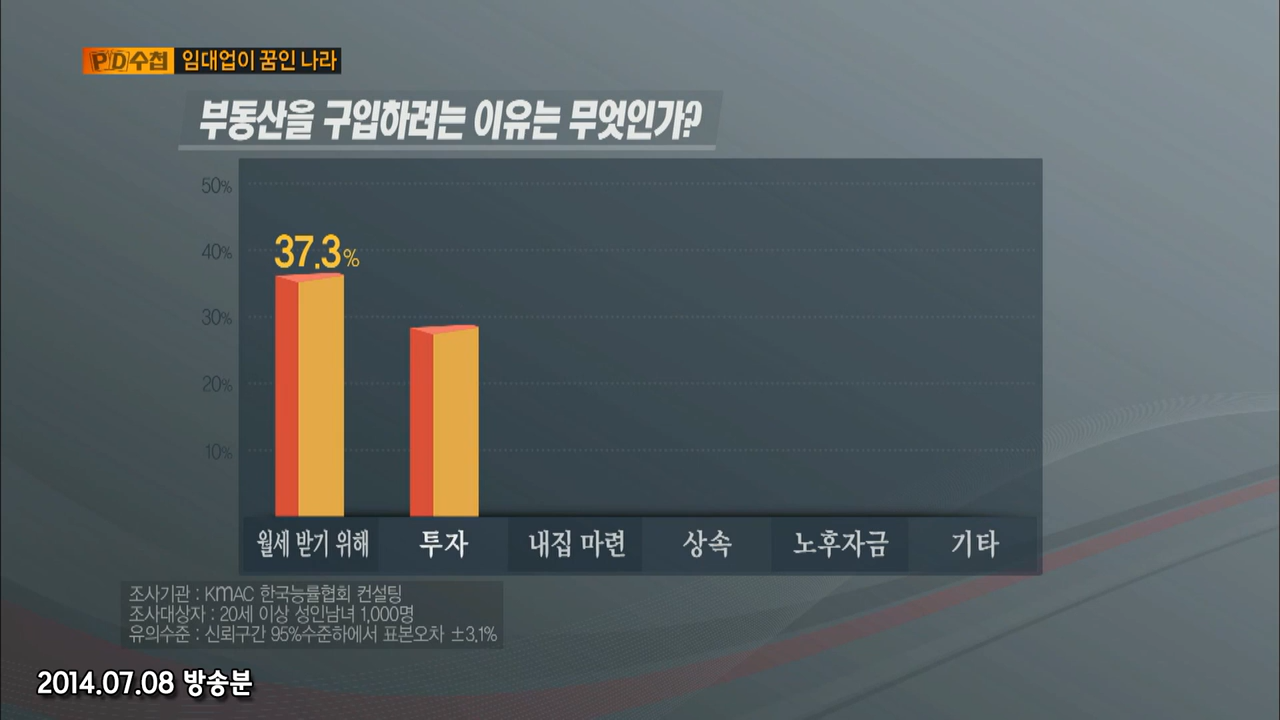 PD수첩 임대업이 꿈인 나라
부동산을 구입하려는 이유는 무엇인가?
50%
40%
30%
20%
10%
37.3%
월세 받기 위해 투자 내집 마련 상속 노후자금 기타
조사기관 : KMAC 한국능률협회 컨설팅
조사대상자 : 20세 이상 성인남녀 1,000명
유의수준 : 신뢰구간 95%수준하에서 표본오차 ±3.1%
2014.07.08 방송분